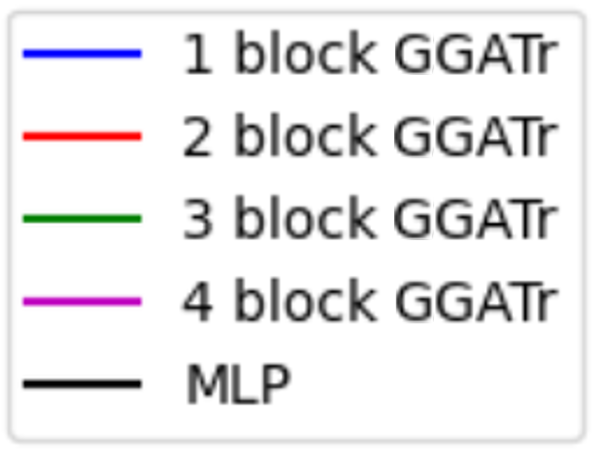 1 block GGATr
2 block GGATr
3 block GGATr
4 block GGATr
MLP